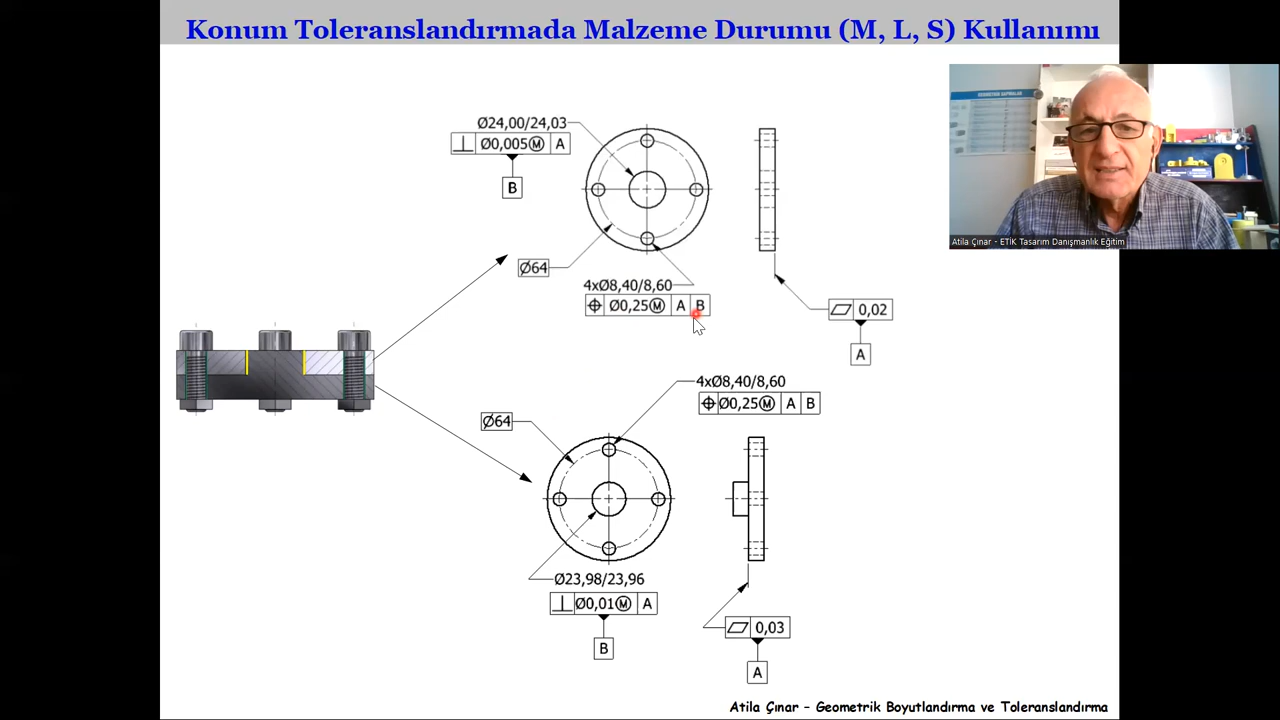 Konum Toleranslandırmada Malzeme Durumu (M, L, S) Kullanımı
Ø24,00/24,03
⊥ Ø0,005Ⓜ A
B
Ø64
4xØ8,40/8,60
⌖ Ø0,25Ⓜ A B
⏥ 0,02
A
Atila Çınar - ETİK Tasarım Danışmanlık Eğitim
4xØ8,40/8,60
⌖ Ø0,25Ⓜ A B
Ø64
Ø23,98/23,96
⊥ Ø0,01Ⓜ A
B
⏥ 0,03
A
Atila Çınar – Geometrik Boyutlandırma ve Toleranslandırma